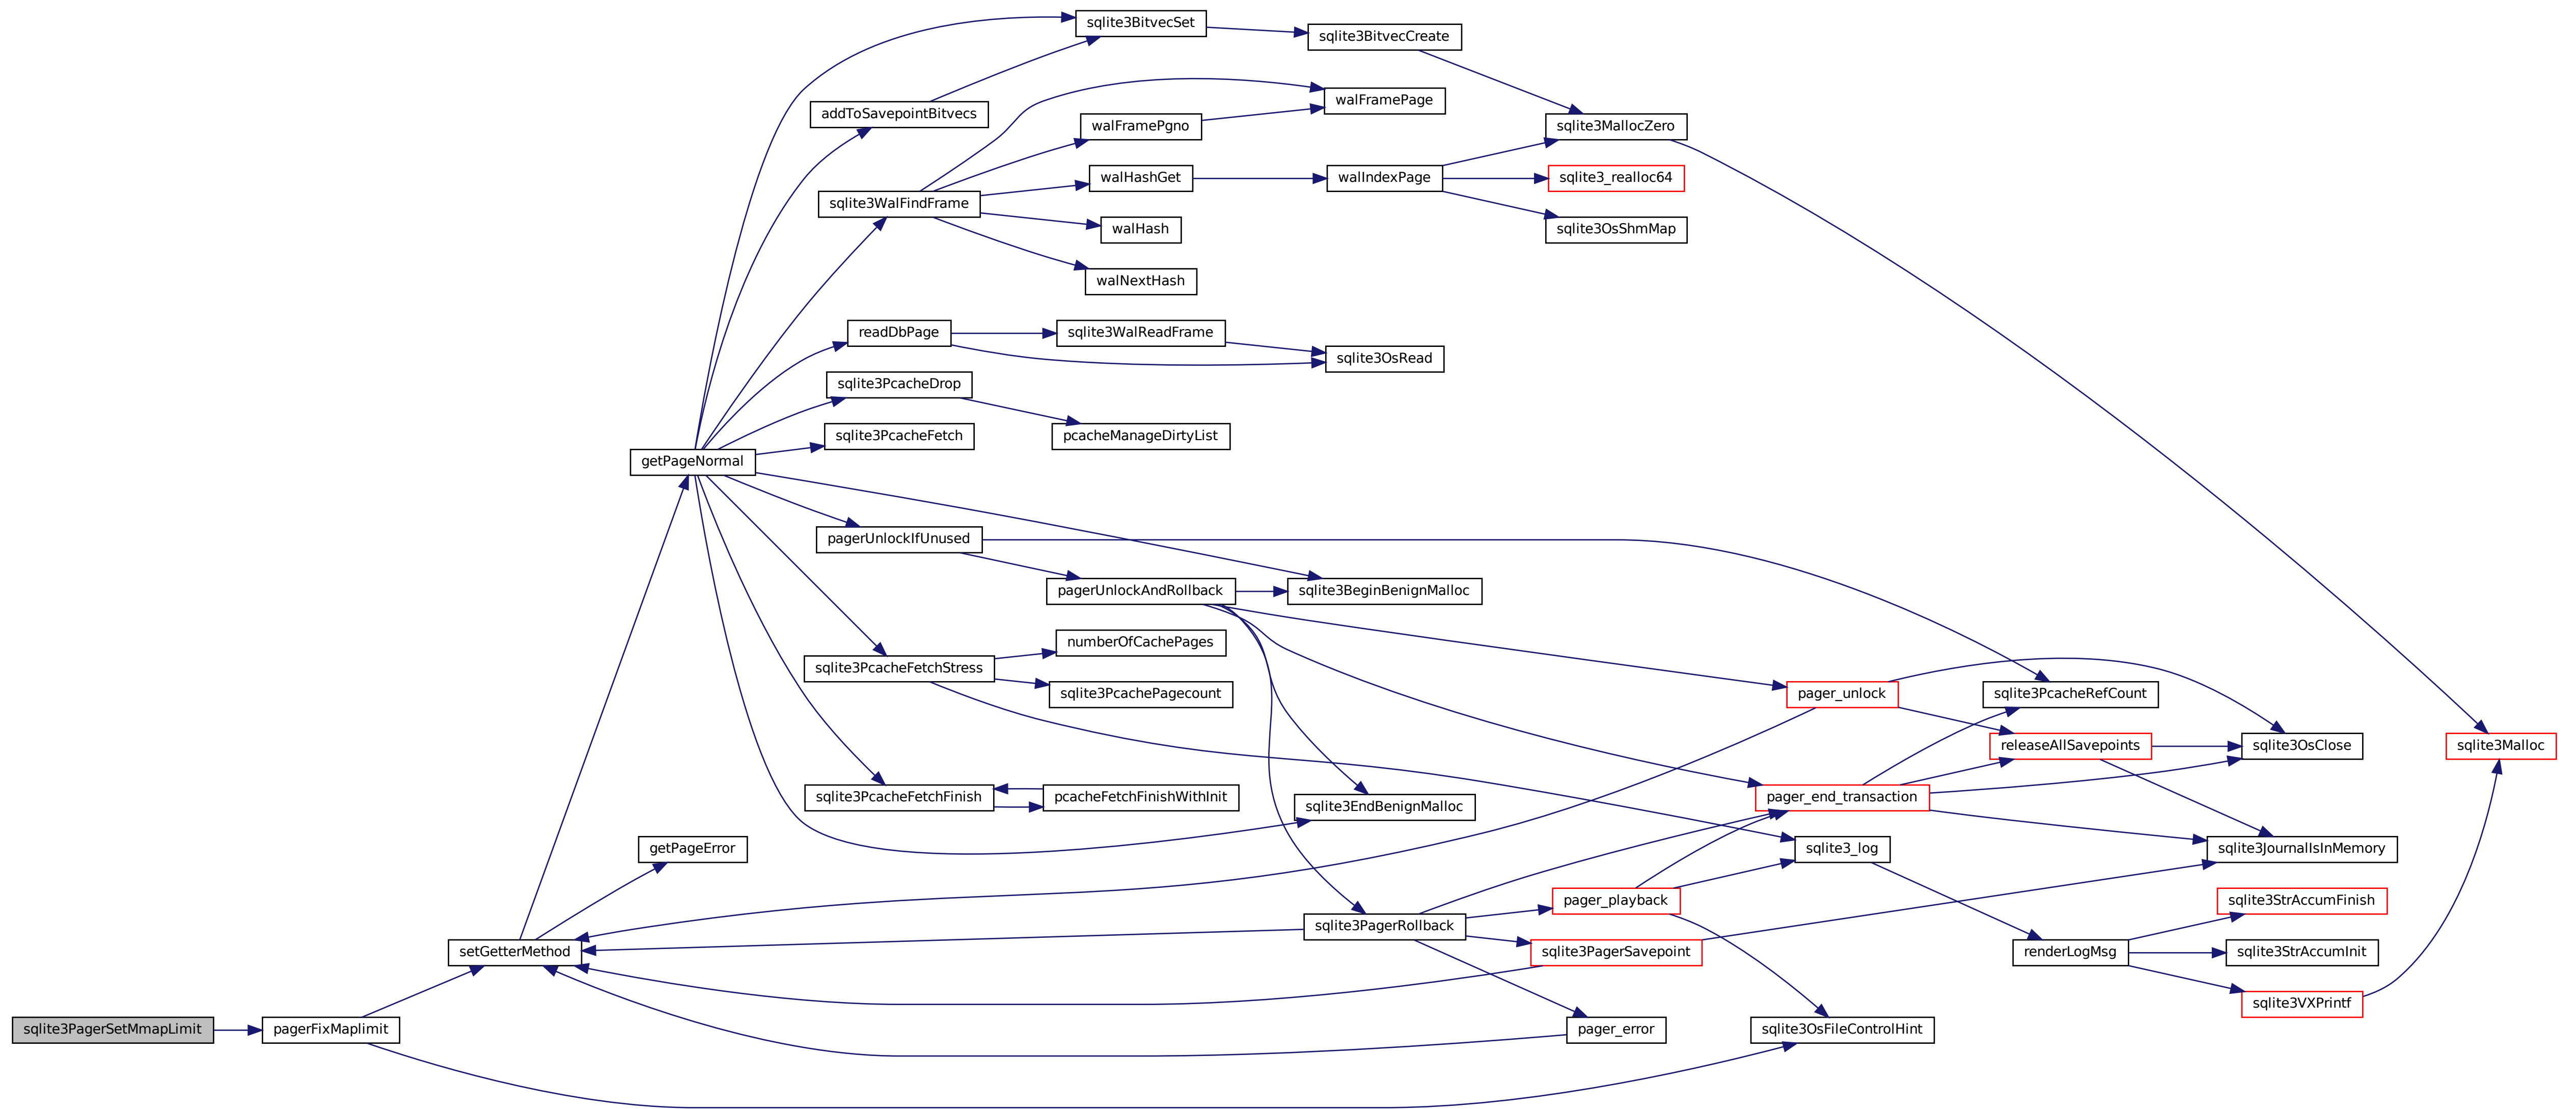 sqlite3BitvecSet
sqlite3BitvecCreate
walFramePage
addToSavepointBitvecs
walFramePgno
sqlite3MallocZero
walHashGet
walIndexPage
sqlite3_realloc64
sqlite3WalFindFrame
walHash
sqlite3OsShmMap
walNextHash
readDbPage
sqlite3WalReadFrame
sqlite3OsRead
sqlite3PcacheDrop
sqlite3PcacheFetch
pcacheManageDirtyList
getPageNormal
pagerUnlockIfUnused
pagerUnlockAndRollback
sqlite3BeginBenignMalloc
numberOfCachePages
sqlite3PcacheFetchStress
sqlite3PcachePagecount
pager_unlock
sqlite3PcacheRefCount
releaseAllSavepoints
sqlite3OsClose
sqlite3Malloc
sqlite3PcacheFetchFinish
pcacheFetchFinishWithInit
sqlite3EndBenignMalloc
pager_end_transaction
getPageError
sqlite3_log
sqlite3JournalIsInMemory
pager_playback
sqlite3StrAccumFinish
sqlite3PagerRollback
setGetterMethod
sqlite3PagerSavepoint
renderLogMsg
sqlite3StrAccumInit
sqlite3VXPrintf
sqlite3PagerSetMmapLimit
pagerFixMaplimit
pager_error
sqlite3OsFileControlHint